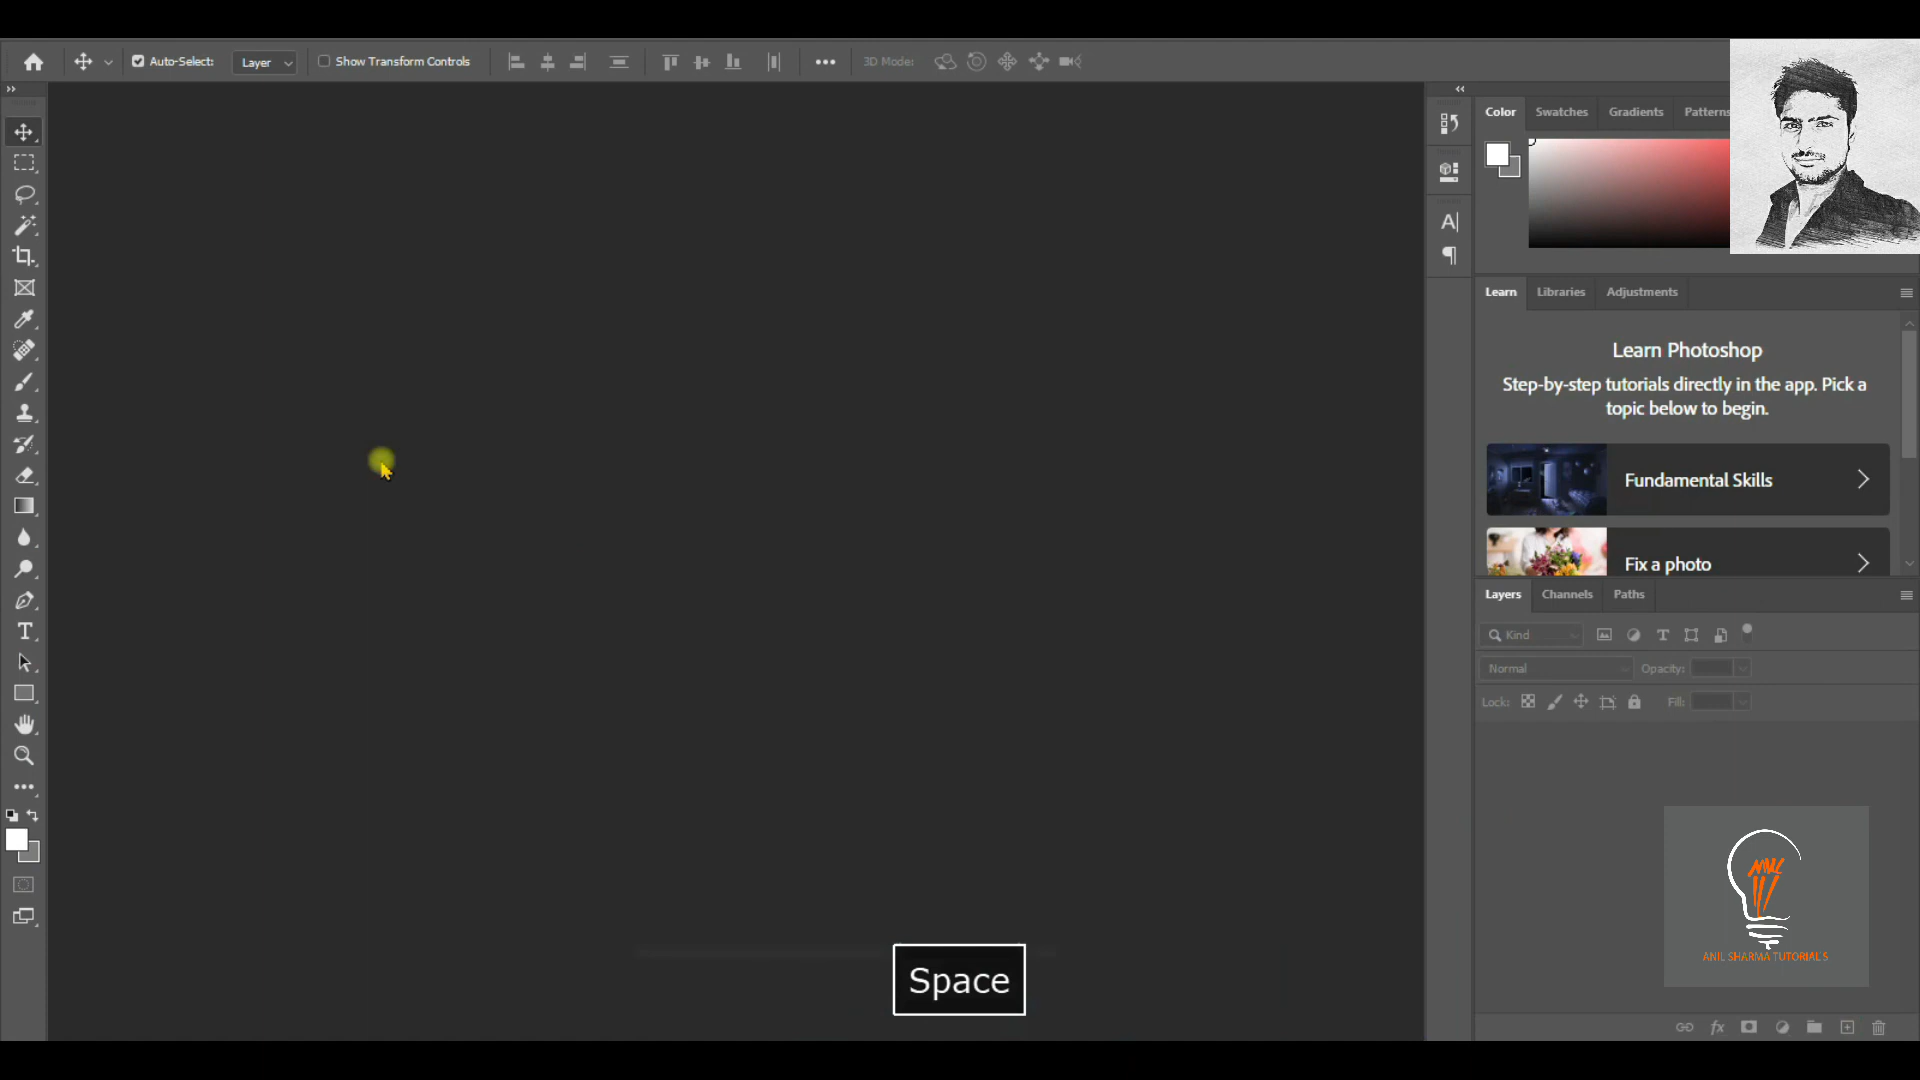 Auto-Select:
Layer
Show Transform Controls
3D Mode:
Color
Swatches
Gradients
Patterns
Learn
Libraries
Adjustments
Learn Photoshop
Step-by-step tutorials directly in the app. Pick a
topic below to begin.
Fundamental Skills
Fix a photo
Layers
Channels
Paths
Kind
Normal
Opacity:
Lock:
Fill:
ANIL SHARMA TUTORIALS
Space